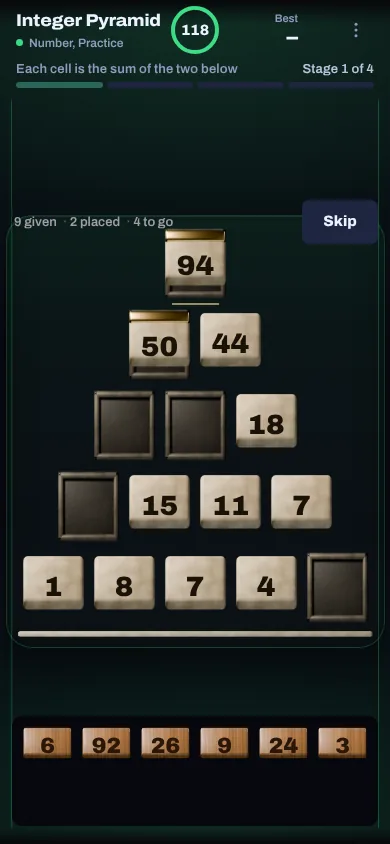 Integer Pyramid
Number, Practice
118
Best
–
Each cell is the sum of the two below
Stage 1 of 4
9 given · 2 placed · 4 to go
Skip
94
50 44
18
15 11 7
1 8 7 4
6 92 26 9 24 3